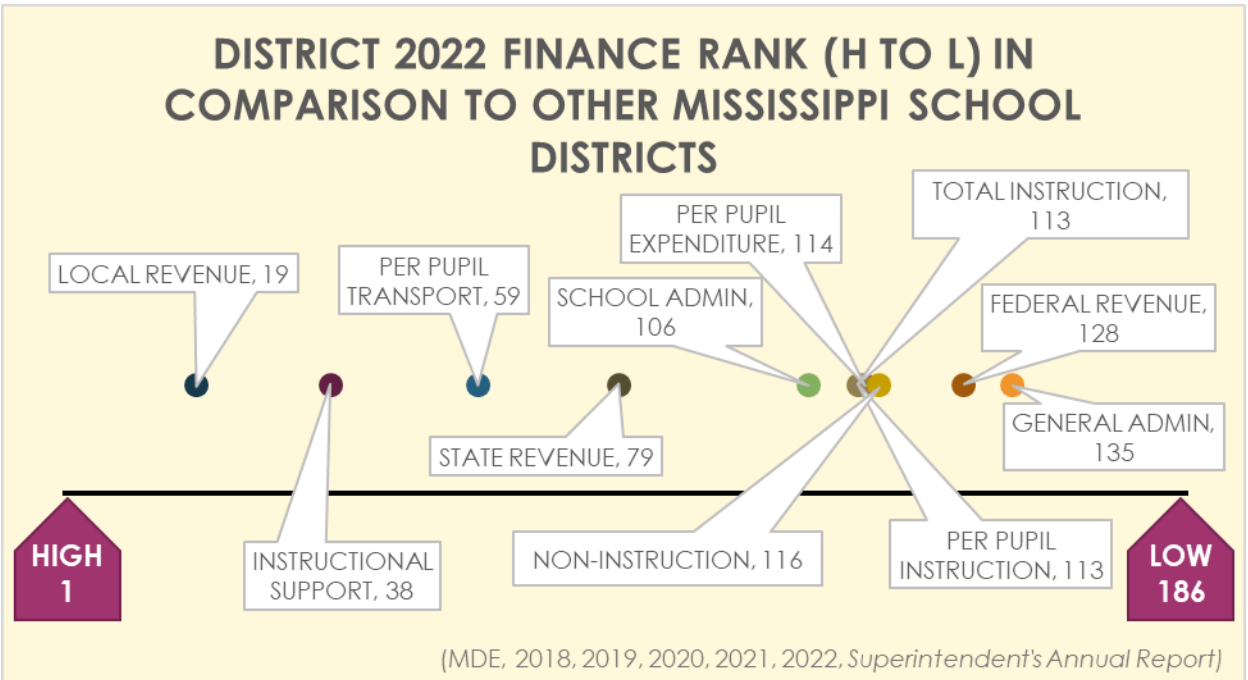 DISTRICT 2022 FINANCE RANK (H TO L) IN
COMPARISON TO OTHER MISSISSIPPI SCHOOL
DISTRICTS
LOCAL REVENUE, 19
PER PUPIL
TRANSPORT, 59
SCHOOL ADMIN,
106
PER PUPIL
EXPENDITURE, 114
TOTAL INSTRUCTION,
113
FEDERAL REVENUE,
128
GENERAL ADMIN,
135
STATE REVENUE, 79
INSTRUCTIONAL
SUPPORT, 38
NON-INSTRUCTION, 116
PER PUPIL
INSTRUCTION, 113
HIGH
1
LOW
186
(MDE, 2018, 2019, 2020, 2021, 2022, Superintendent's Annual Report)